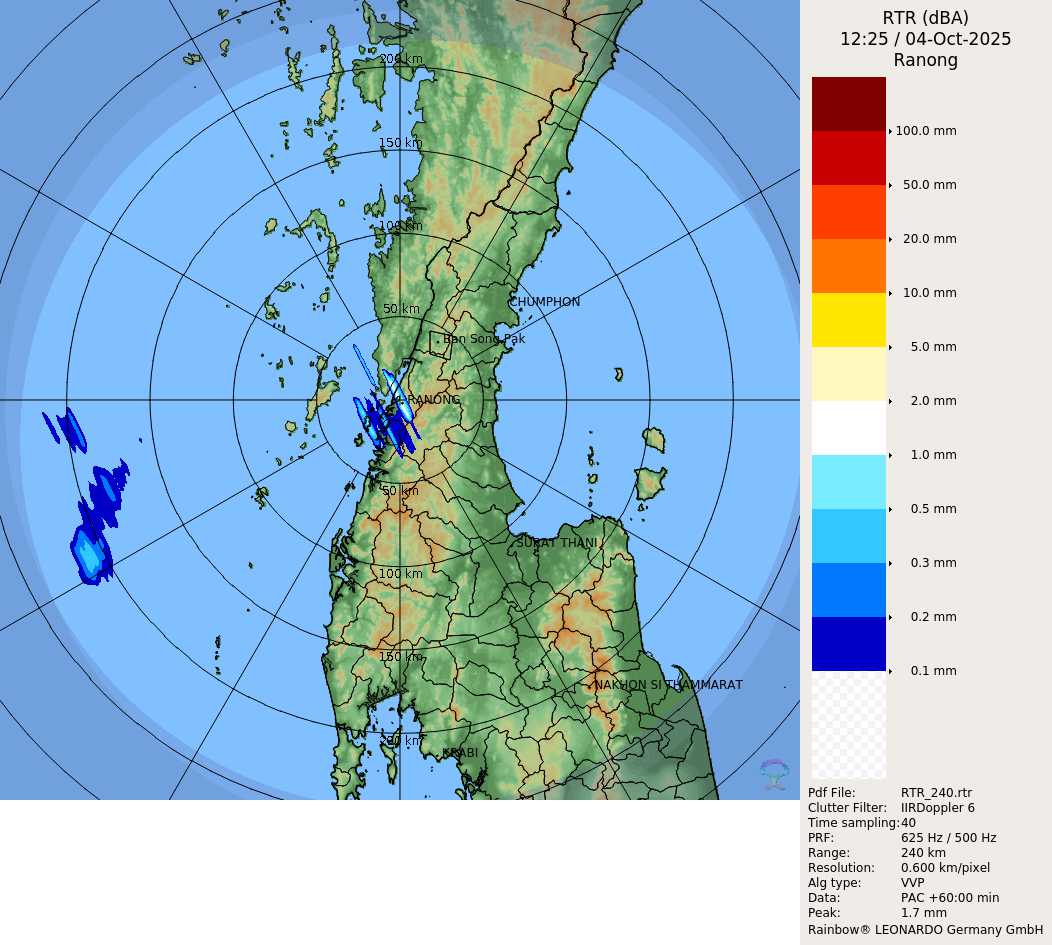 RTR (dBA)
12:25 / 04-Oct-2025
Ranong
200 km
150 km
100 km
50 km
CHUMPHON
Ban Song Pak
RANONG
50 km
SURAT THANI
100 km
150 km
NAKHON SI THAMMARAT
200 km
KRABI
100.0 mm
50.0 mm
20.0 mm
10.0 mm
5.0 mm
2.0 mm
1.0 mm
0.5 mm
0.3 mm
0.2 mm
0.1 mm
Pdf File: RTR_240.rtr
Clutter Filter: IIRDoppler 6
Time sampling:40
PRF: 625 Hz / 500 Hz
Range: 240 km
Resolution: 0.600 km/pixel
Alg type: VVP
Data: PAC +60:00 min
Peak: 1.7 mm
Rainbow® LEONARDO Germany GmbH